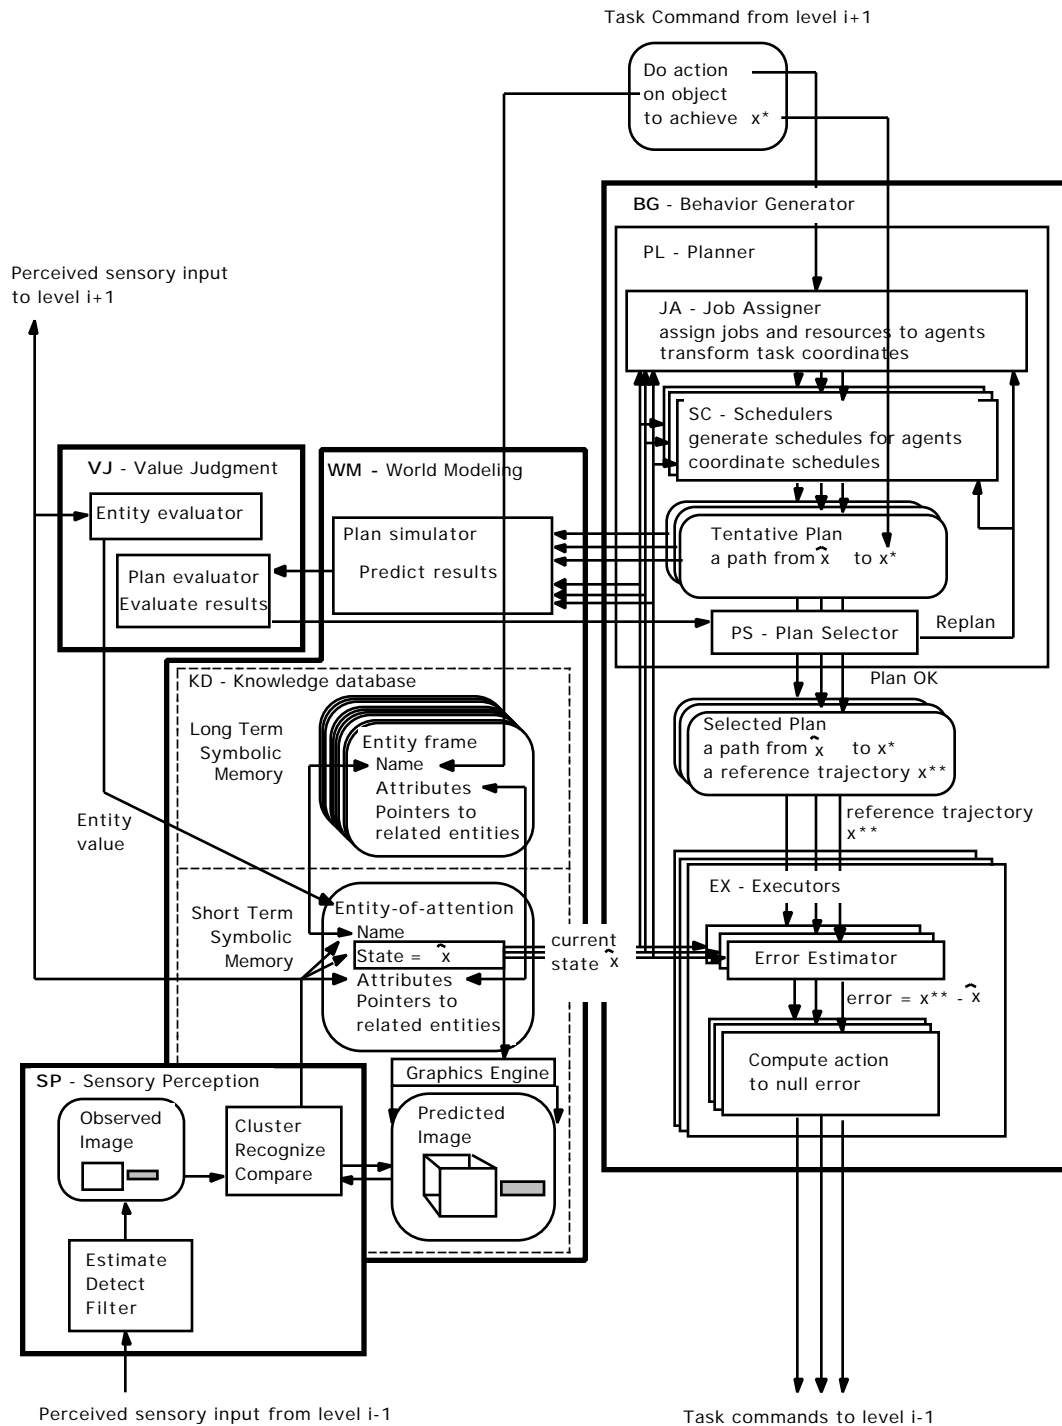 Task Command from level i+1
Do action
on object
to achieve x*
BG - Behavior Generator
PL - Planner
Perceived sensory input
to level i+1
JA - Job Assigner
assign jobs and resources to agents
transform task coordinates
SC - Schedulers
generate schedules for agents
coordinate schedules
VJ - Value Judgment
WM - World Modeling
Entity evaluator
Plan simulator
Predict results
Tentative Plan
a path from x̂ to x*
Plan evaluator
Evaluate results
PS - Plan Selector
Replan
Plan OK
KD - Knowledge database
Long Term
Symbolic
Memory
Entity frame
Name
Attributes
Pointers to
related entities
Selected Plan
a path from x̂ to x*
a reference trajectory x**
reference trajectory
x**
Entity
value
EX - Executors
Short Term
Symbolic
Memory
Entity-of-attention
Name
State = x̂
Attributes
Pointers to
related entities
current
state x̂
Error Estimator
error = x** - x̂
Compute action
to null error
Graphics Engine
SP - Sensory Perception
Observed
Image
Cluster
Recognize
Compare
Predicted
Image
Estimate
Detect
Filter
Perceived sensory input from level i-1
Task commands to level i-1